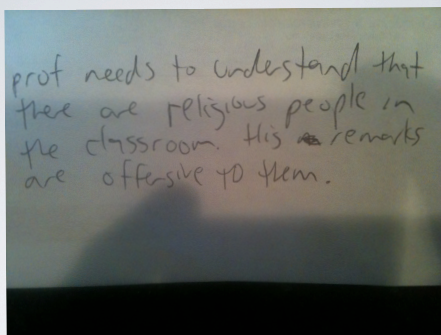 prof needs to understand that
there are religious people in
the classroom. His remarks
are offensive to them.